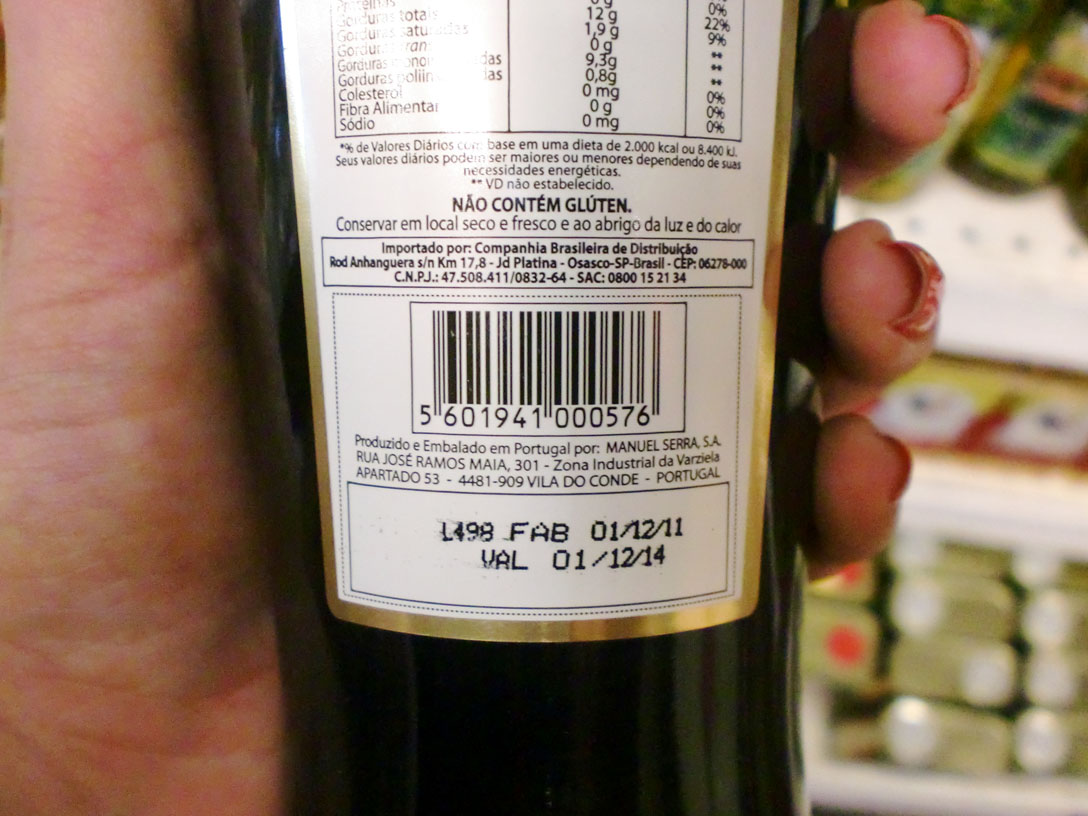 0 g 0%
Gorduras totais 12 g 22%
Gorduras saturadas 1,9 g 9%
Gorduras trans 0 g **
Gorduras 9,3g **
Gorduras 0,8g **
Colesterol 0 mg 0%
Fibra Alimentar 0 g 0%
Sódio 0 mg 0%
*% de Valores Diários com base em uma dieta de 2.000 kcal ou 8.400 kJ.
Seus valores diários podem ser maiores ou menores dependendo de suas
necessidades energéticas.
** VD não estabelecido.
NÃO CONTÉM GLÚTEN.
Conservar em local seco e fresco e ao abrigo da luz e do calor
Importado por: Companhia Brasileira de Distribuição
Rod Anhanguera s/n Km 17,8 - Jd Platina - Osasco-SP-Brasil - CEP: 06278-000
C.N.P.J.: 47.508.411/0832-64 - SAC: 0800 15 21 34
5 601941 000576
Produzido e Embalado em Portugal por: MANUEL SERRA, S.A.
RUA JOSÉ RAMOS MAIA, 301 - Zona Industrial da Varziela
APARTADO 53 - 4481-909 VILA DO CONDE - PORTUGAL
L498 FAB 01/12/11
VAL 01/12/14